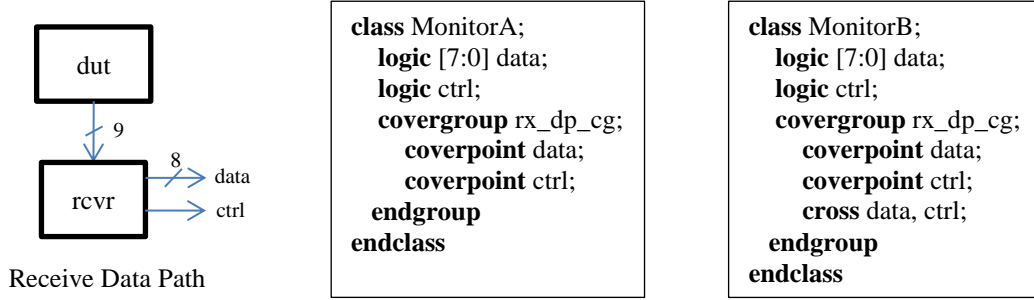 dut
9
8
data
rcvr
ctrl
Receive Data Path
class MonitorA;
logic [7:0] data;
logic ctrl;
covergroup rx_dp_cg;
coverpoint data;
coverpoint ctrl;
endgroup
endclass
class MonitorB;
logic [7:0] data;
logic ctrl;
covergroup rx_dp_cg;
coverpoint data;
coverpoint ctrl;
cross data, ctrl;
endgroup
endclass